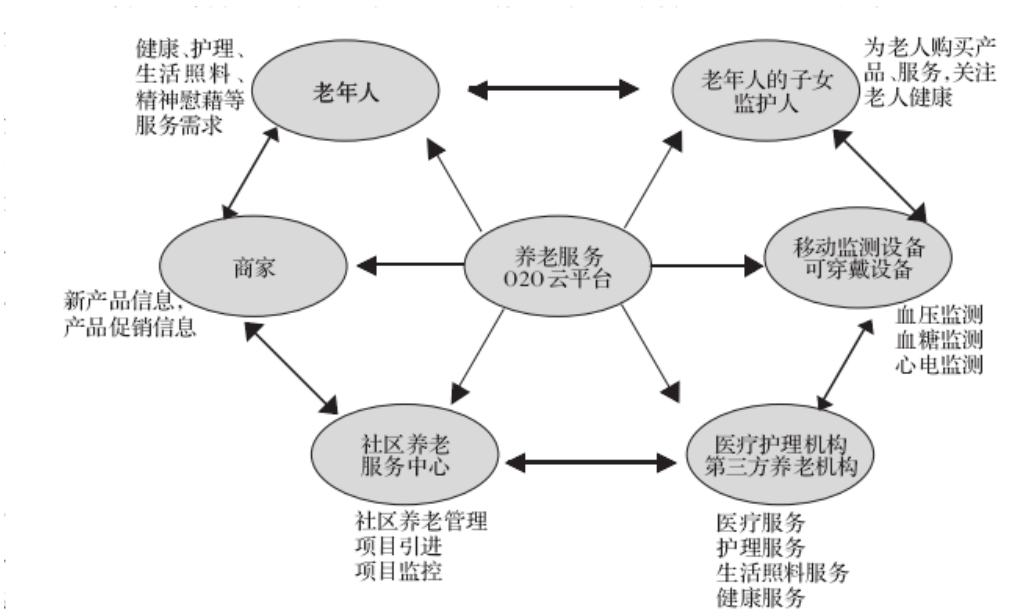 健康、护理、
生活照料、
精神慰藉等
服务需求
老年人
老年人的子女
监护人
为老人购买产
品、服务,关注
老人健康
商家
新产品信息,
产品促销信息
养老服务
O2O云平台
移动监测设备
可穿戴设备
血压监测
血糖监测
心电监测
社区养老
服务中心
社区养老管理
项目引进
项目监控
医疗护理机构
第三方养老机构
医疗服务
护理服务
生活照料服务
健康服务